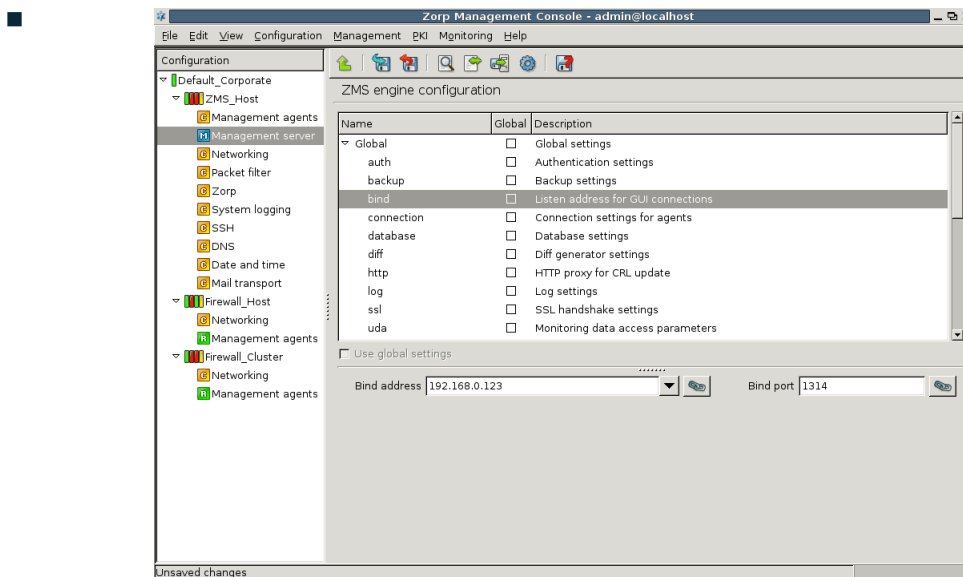 Zorp Management Console - admin@localhost
File Edit View Configuration Management PKI Monitoring Help
Configuration
Default_Corporate
ZMS_Host
Management agents
Management server
Networking
Packet filter
Zorp
System logging
SSH
DNS
Date and time
Mail transport
Firewall_Host
Networking
Management agents
Firewall_Cluster
Networking
Management agents
ZMS engine configuration
Name Global Description
Global Global settings
auth Authentication settings
backup Backup settings
bind Listen address for GUI connections
connection Connection settings for agents
database Database settings
diff Diff generator settings
http HTTP proxy for CRL update
log Log settings
ssl SSL handshake settings
uda Monitoring data access parameters
Use global settings
Bind address 192.168.0.123 Bind port 1314
Unsaved changes